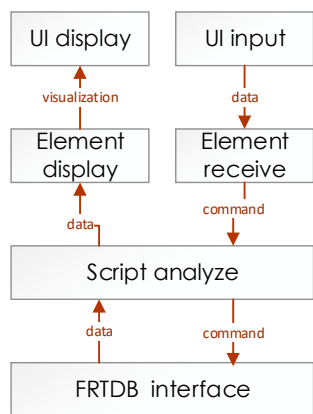 UI display
UI input
visualization
data
Element
display
Element
receive
data
command
Script analyze
data
command
FRTDB interface